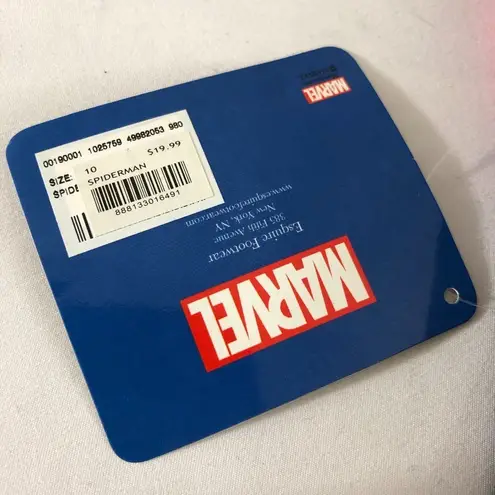 00190001 1025759 49982053 980
SIZE:
SPIDE
10
$19.99
SPIDERMAN
888133016491
MARVEL
Esquire Footwear
385 Fifth Avenue
New York, NY
www.esquirefootwear.com
MARVEL